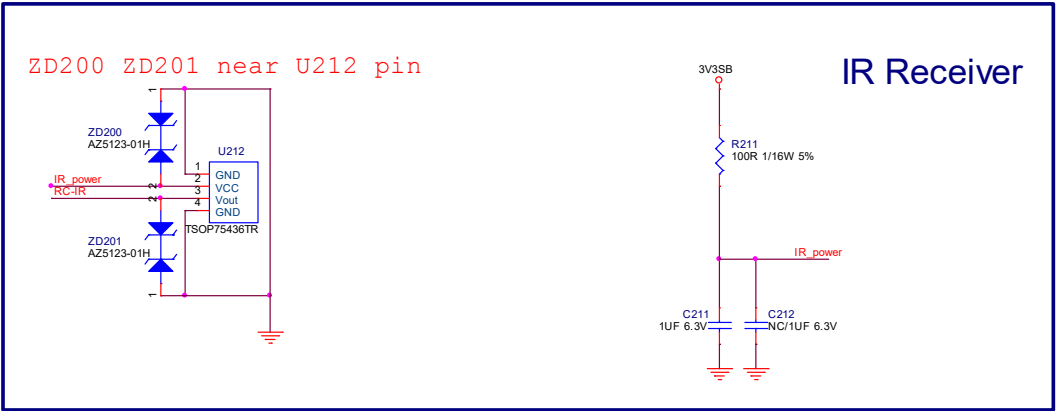 ZD200 ZD201 near U212 pin
IR Receiver
3V3SB
1
ZD200
AZ5123-01H
2
R211
100R 1/16W 5%
U212
1
GND
2
VCC
3
Vout
4
GND
TSOP75436TR
IR_power
RC-IR
2
ZD201
AZ5123-01H
1
IR_power
C211
1UF 6.3V
C212
NC/1UF 6.3V